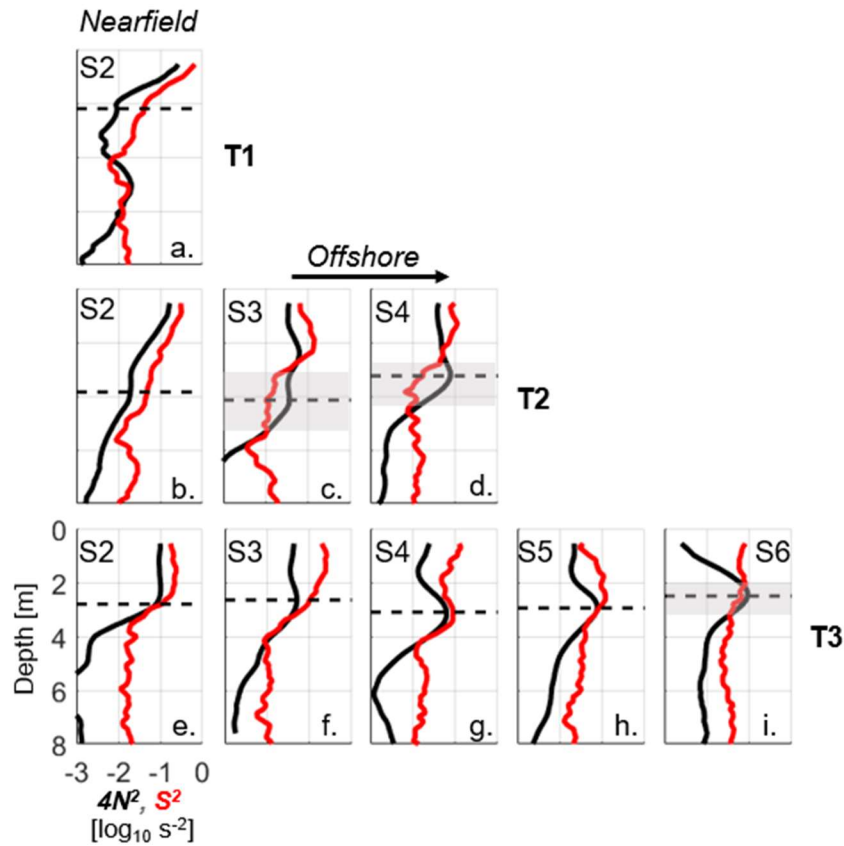 Nearfield
S2
T1
a.
Offshore
S2
S3
S4
T2
b.
c.
d.
0
S2
S3
S4
S5
S6
2
4
6
8
Depth [m]
T3
e.
f.
g.
h.
i.
-3 -2 -1 0
4N², S²
[log₁₀ s⁻²]